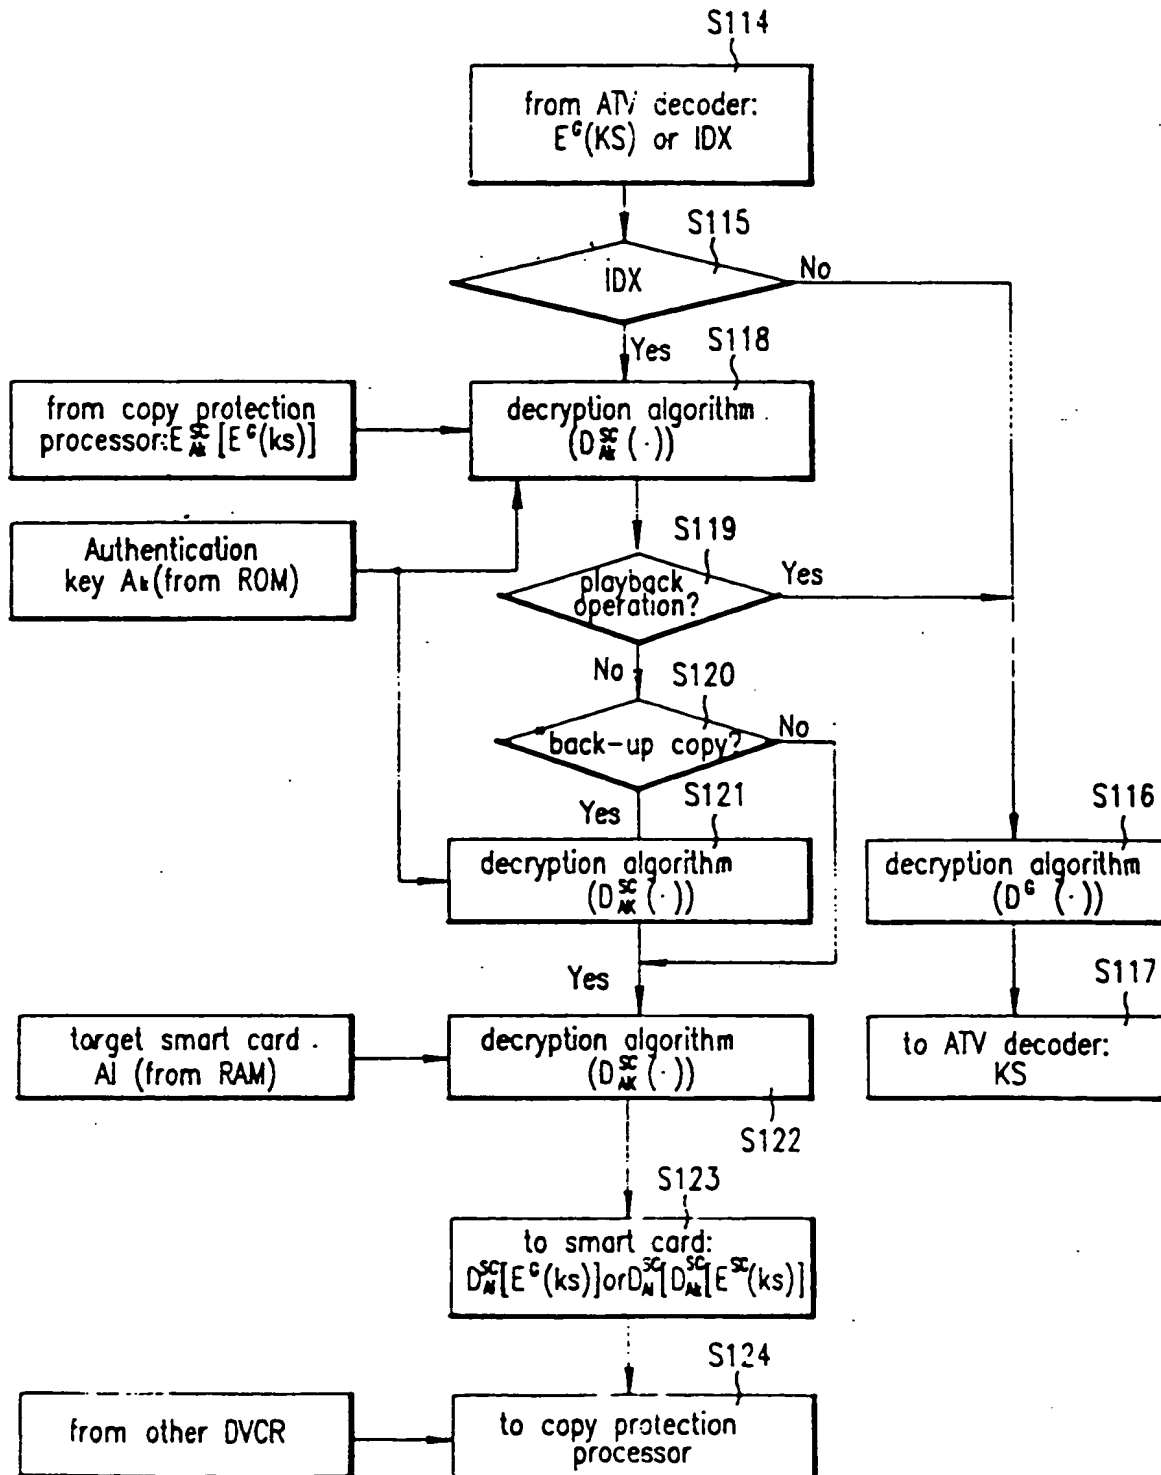 S114
from ATV decoder:
E^G(KS) or IDX
S115
IDX
No
Yes
S118
from copy protection
processor:E^SC_Ak[E^G(ks)]
decryption algorithm
(D^SC_Ak(·))
Authentication
key Ak(from ROM)
S119
playback
operation?
Yes
No
S120
back-up copy?
No
Yes
S121
decryption algorithm
(D^SC_AK(·))
S116
decryption algorithm
(D^G(·))
Yes
S117
target smart card
AI (from RAM)
decryption algorithm
(D^SC_AK(·))
to ATV decoder:
KS
S122
S123
to smart card:
D^SC_AI[E^G(ks)]orD^SC_AI[D^SC_Ak[E^SC(ks)]
S124
from other DVCR
to copy protection
processor